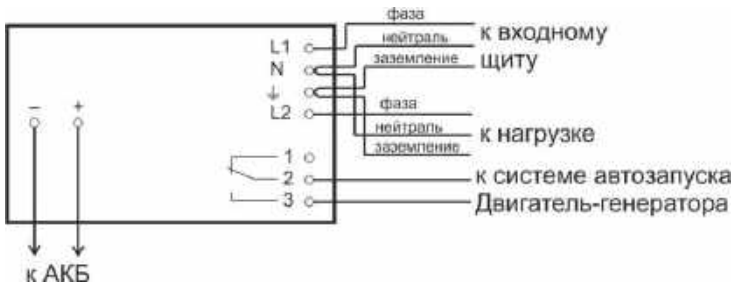 фаза
L1
к входному
нейтраль
N
заземление
щиту
L2
фаза
– +
нейтраль
к нагрузке
заземление
1
2
к системе автозапуска
3
Двигатель-генератора
к АКБ